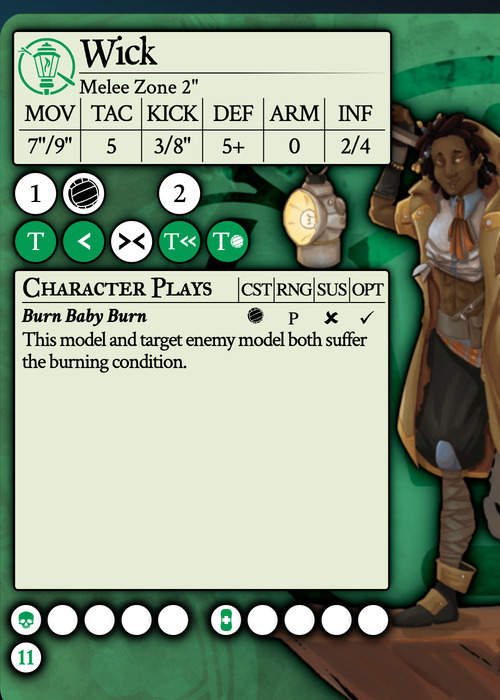 Wick
Melee Zone 2"
MOV TAC KICK DEF ARM INF
7"/9" 5 3/8" 5+ 0 2/4
1 2
T < >< T<< T
Character Plays CST RNG SUS OPT
Burn Baby Burn P ✘ ✓
This model and target enemy model both suffer
the burning condition.
11